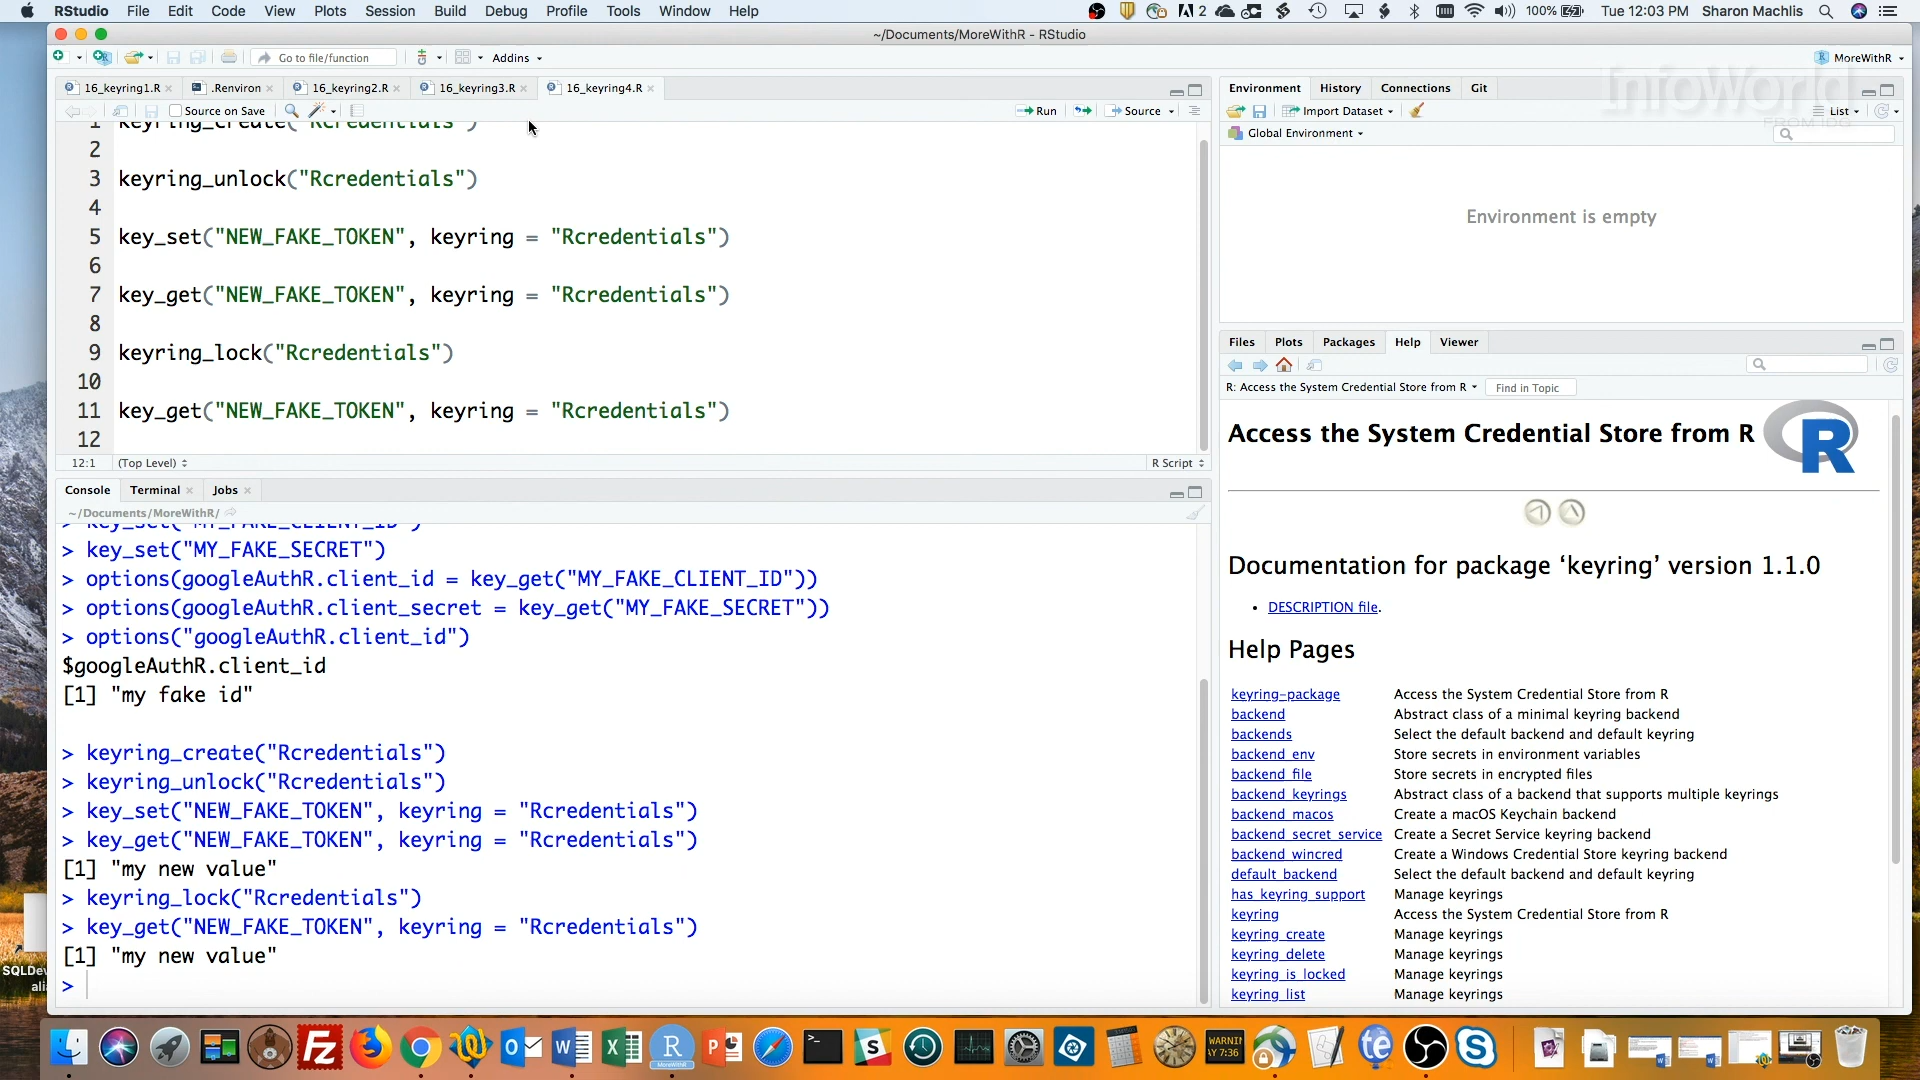 RStudio File Edit Code View Plots Session Build Debug Profile Tools Window Help
2 100% Tue 12:03 PM Sharon Machlis
~/Documents/MoreWithR - RStudio
Go to file/function Addins MoreWithR
16_keyring1.R .Renviron 16_keyring2.R 16_keyring3.R 16_keyring4.R
Source on Save Run Source
1 keyring_create("Rcredentials")
2
3 keyring_unlock("Rcredentials")
4
5 key_set("NEW_FAKE_TOKEN", keyring = "Rcredentials")
6
7 key_get("NEW_FAKE_TOKEN", keyring = "Rcredentials")
8
9 keyring_lock("Rcredentials")
10
11 key_get("NEW_FAKE_TOKEN", keyring = "Rcredentials")
12
12:1 (Top Level) R Script
Console Terminal Jobs
~/Documents/MoreWithR/
> key_set("MY_FAKE_CLIENT_ID")
> key_set("MY_FAKE_SECRET")
> options(googleAuthR.client_id = key_get("MY_FAKE_CLIENT_ID"))
> options(googleAuthR.client_secret = key_get("MY_FAKE_SECRET"))
> options("googleAuthR.client_id")
$googleAuthR.client_id
[1] "my fake id"
> keyring_create("Rcredentials")
> keyring_unlock("Rcredentials")
> key_set("NEW_FAKE_TOKEN", keyring = "Rcredentials")
> key_get("NEW_FAKE_TOKEN", keyring = "Rcredentials")
[1] "my new value"
> keyring_lock("Rcredentials")
> key_get("NEW_FAKE_TOKEN", keyring = "Rcredentials")
[1] "my new value"
>
Environment History Connections Git
InfoWorld
FROM IDG
Import Dataset List
Global Environment
Environment is empty
Files Plots Packages Help Viewer
R: Access the System Credential Store from R Find in Topic
Access the System Credential Store from R
R
Documentation for package ‘keyring’ version 1.1.0
• DESCRIPTION file.
Help Pages
keyring-package Access the System Credential Store from R
backend Abstract class of a minimal keyring backend
backends Select the default backend and default keyring
backend_env Store secrets in environment variables
backend_file Store secrets in encrypted files
backend_keyrings Abstract class of a backend that supports multiple keyrings
backend_macos Create a macOS Keychain backend
backend_secret_service Create a Secret Service keyring backend
backend_wincred Create a Windows Credential Store keyring backend
default_backend Select the default backend and default keyring
has_keyring_support Manage keyrings
keyring Access the System Credential Store from R
keyring_create Manage keyrings
keyring_delete Manage keyrings
keyring_is_locked Manage keyrings
keyring_list Manage keyrings
SQLDev
ali